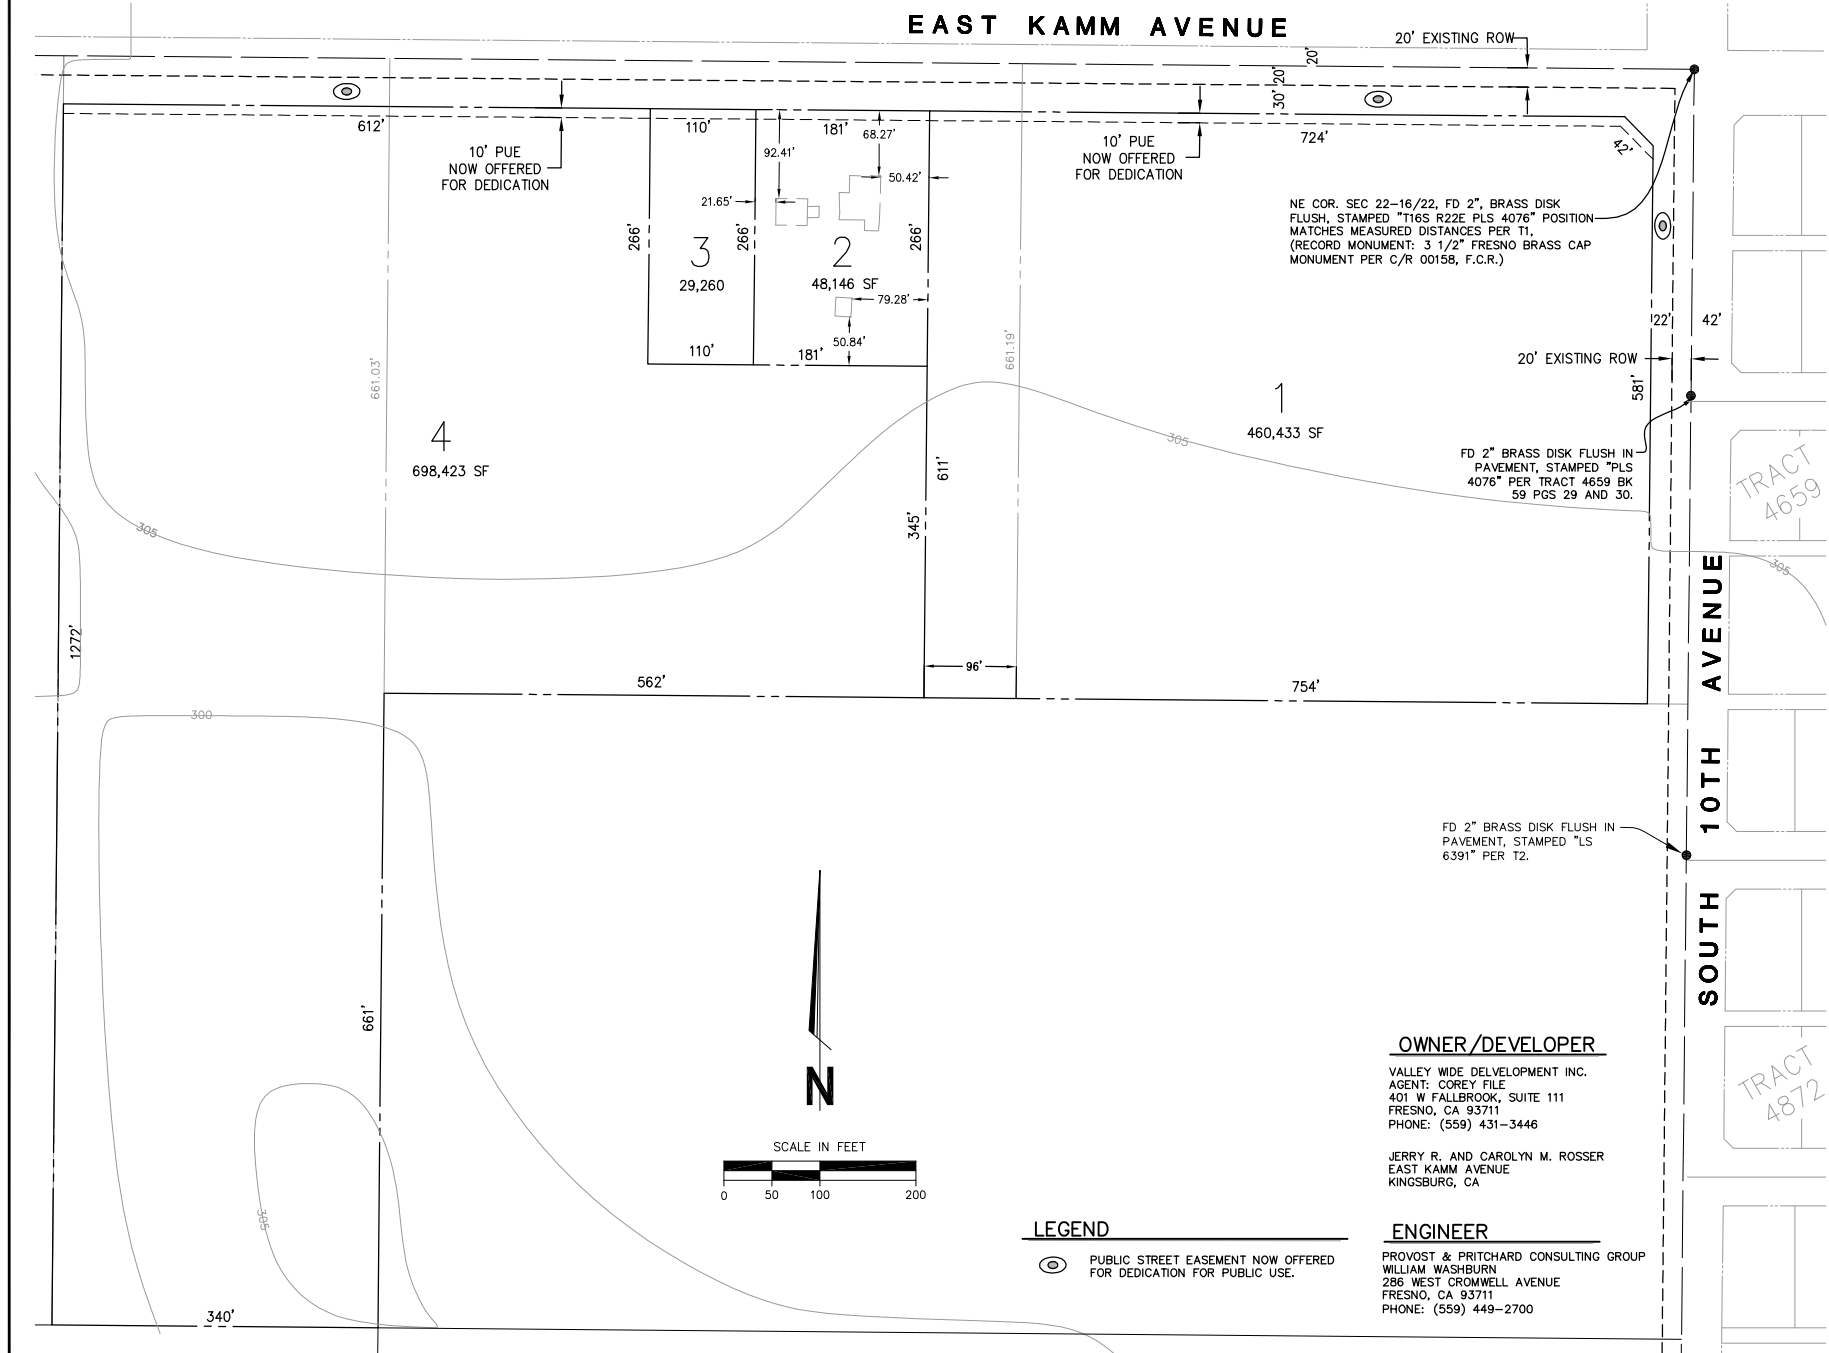 EAST KAMM AVENUE
20' EXISTING ROW
20'
20'
30'
612'
110'
181'
68.27'
724'
42'
10' PUE
NOW OFFERED
FOR DEDICATION
92.41'
50.42'
10' PUE
NOW OFFERED
FOR DEDICATION
21.65'
266'
266'
266'
3
29,260
2
48,146 SF
79.28'
50.84'
110'
181'
NE COR. SEC 22-16/22, FD 2", BRASS DISK
FLUSH, STAMPED "T16S R22E PLS 4076" POSITION
MATCHES MEASURED DISTANCES PER T1,
(RECORD MONUMENT: 3 1/2" FRESNO BRASS CAP
MONUMENT PER C/R 00158, F.C.R.)
22'
42'
20' EXISTING ROW
661.03'
661.19'
581'
1
460,433 SF
4
698,423 SF
305
FD 2" BRASS DISK FLUSH IN
PAVEMENT, STAMPED "PLS
4076" PER TRACT 4659 BK
59 PGS 29 AND 30.
TRACT
4659
611'
345'
305
305
1272'
96'
562'
754'
300
SOUTH 10TH AVENUE
FD 2" BRASS DISK FLUSH IN
PAVEMENT, STAMPED "LS
6391" PER T2.
661'
N
SCALE IN FEET
0 50 100 200
305
340'
OWNER/DEVELOPER
VALLEY WIDE DELVELOPMENT INC.
AGENT: COREY FILE
401 W FALLBROOK, SUITE 111
FRESNO, CA 93711
PHONE: (559) 431-3446
JERRY R. AND CAROLYN M. ROSSER
EAST KAMM AVENUE
KINGSBURG, CA
TRACT
4872
LEGEND
PUBLIC STREET EASEMENT NOW OFFERED
FOR DEDICATION FOR PUBLIC USE.
ENGINEER
PROVOST & PRITCHARD CONSULTING GROUP
WILLIAM WASHBURN
286 WEST CROMWELL AVENUE
FRESNO, CA 93711
PHONE: (559) 449-2700